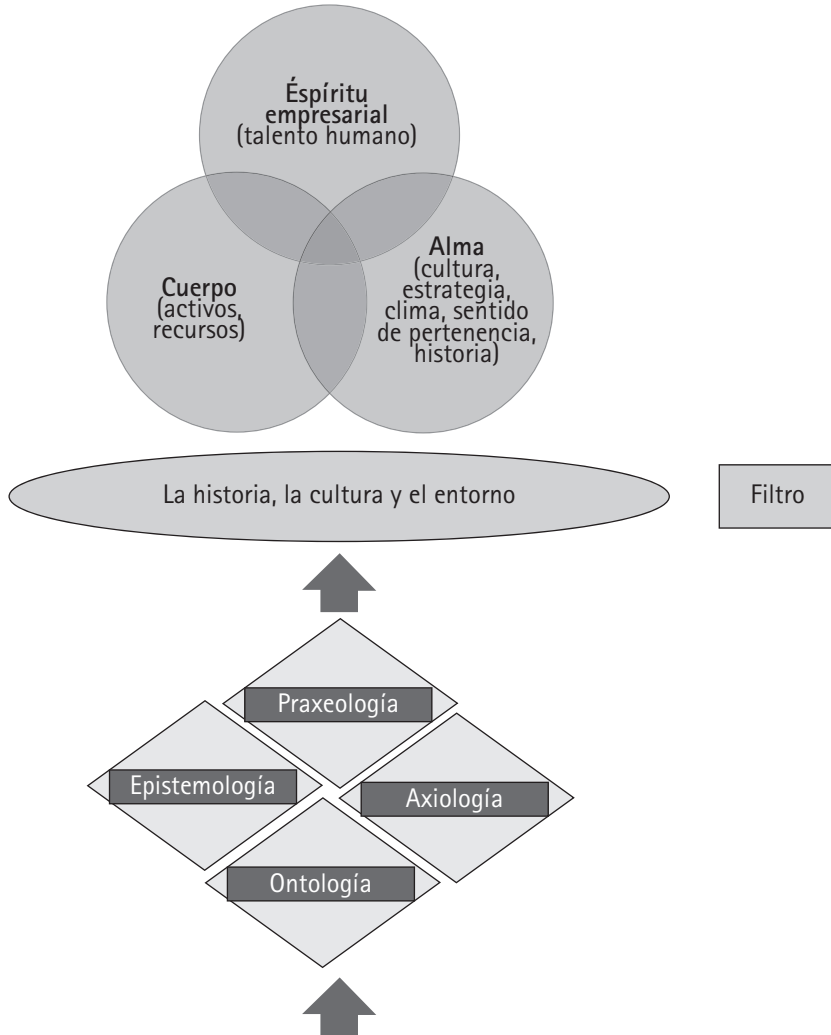 Éspíritu
empresarial
(talento humano)
Cuerpo
(activos,
recursos)
Alma
(cultura,
estrategia,
clima, sentido
de pertenencia,
historia)
La historia, la cultura y el entorno
Filtro
Praxeología
Epistemología
Axiología
Ontología